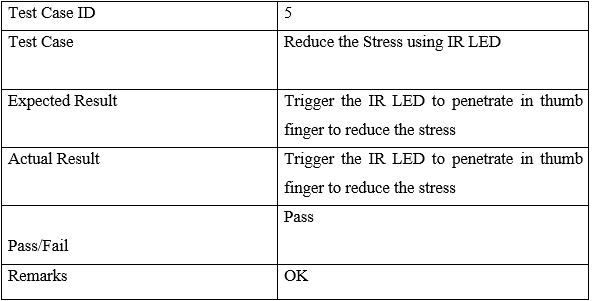 Test Case ID 5
Test Case Reduce the Stress using IR LED
Expected Result Trigger the IR LED to penetrate in thumb
finger to reduce the stress
Actual Result Trigger the IR LED to penetrate in thumb
finger to reduce the stress
Pass
Pass/Fail
Remarks OK